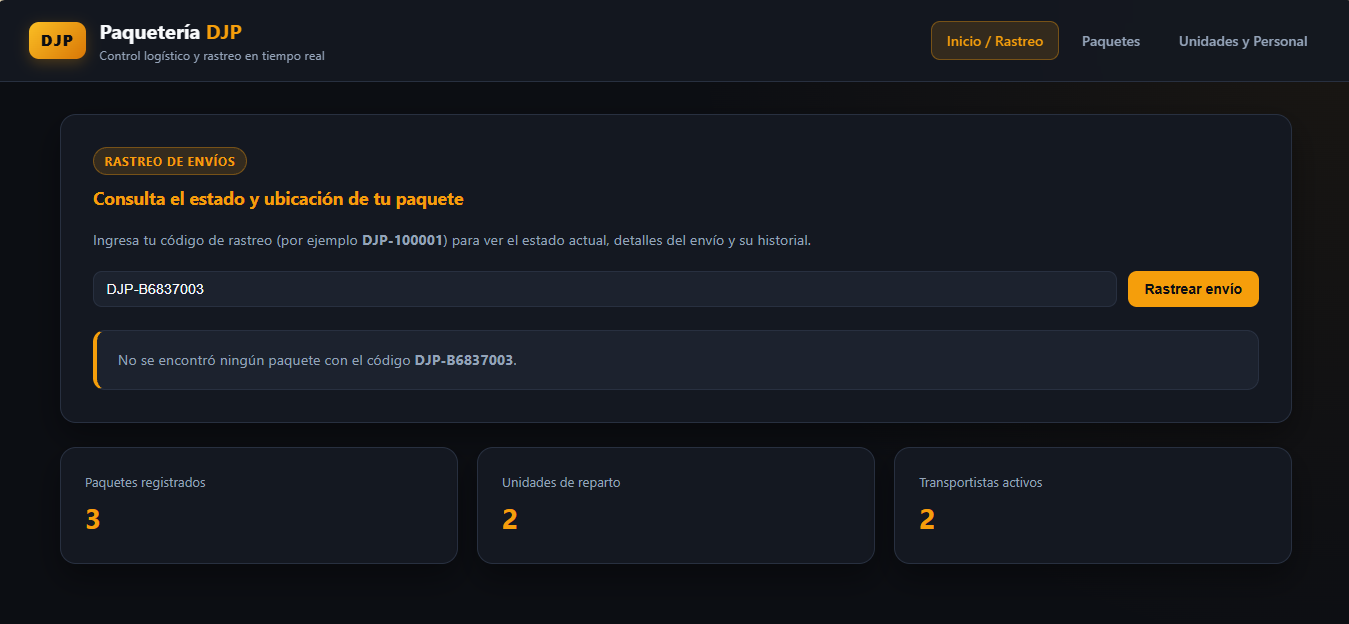 DJP
Paquetería DJP
Control logístico y rastreo en tiempo real
Inicio / Rastreo
Paquetes
Unidades y Personal
RASTREO DE ENVÍOS
Consulta el estado y ubicación de tu paquete
Ingresa tu código de rastreo (por ejemplo DJP-100001) para ver el estado actual, detalles del envío y su historial.
DJP-B6837003
Rastrear envío
No se encontró ningún paquete con el código DJP-B6837003.
Paquetes registrados
3
Unidades de reparto
2
Transportistas activos
2